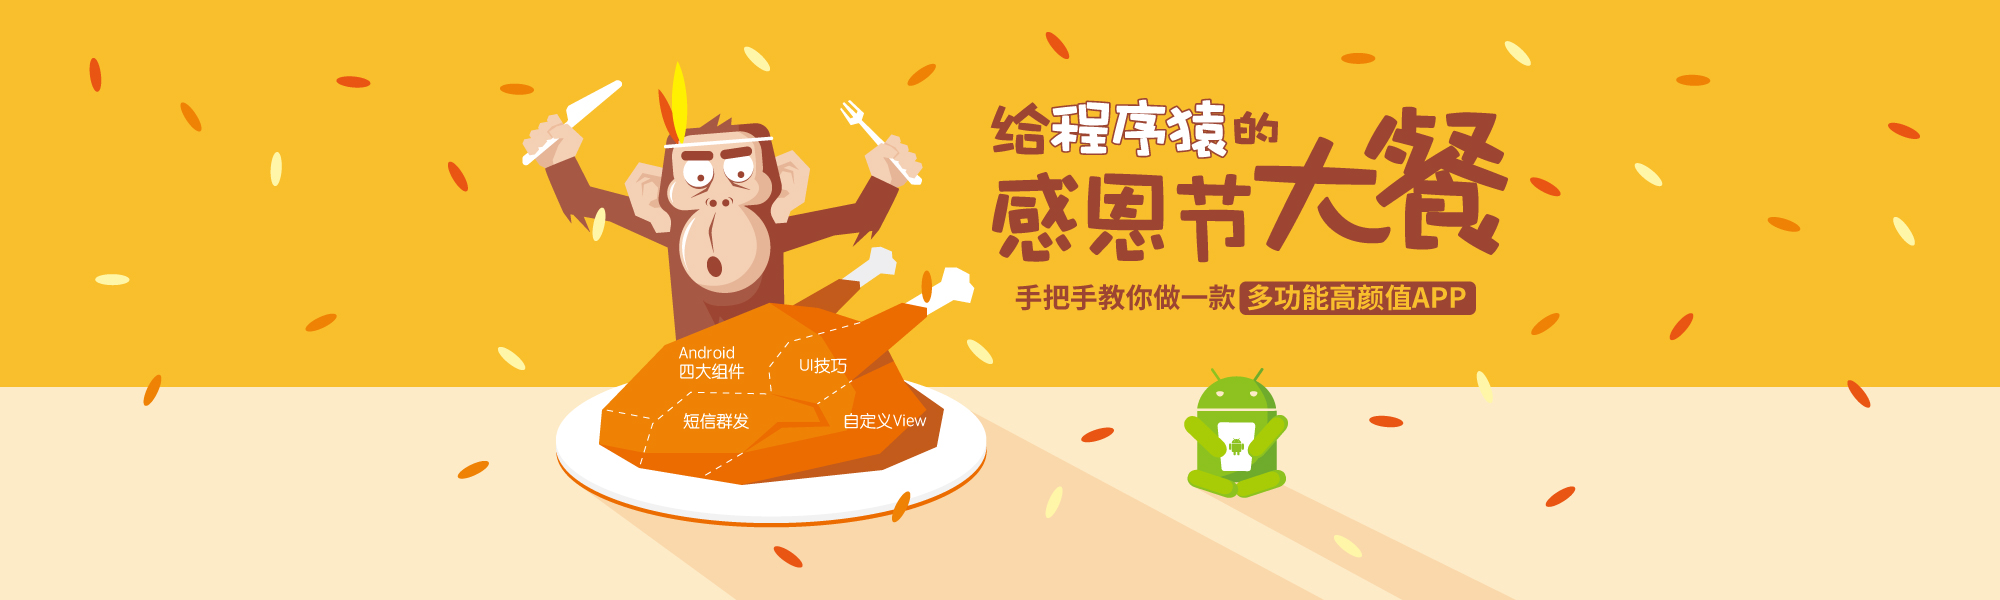 给程序猿的
感恩节大餐
手把手教你做一款 多功能高颜值APP
Android
四大组件
UI技巧
短信群发
自定义View